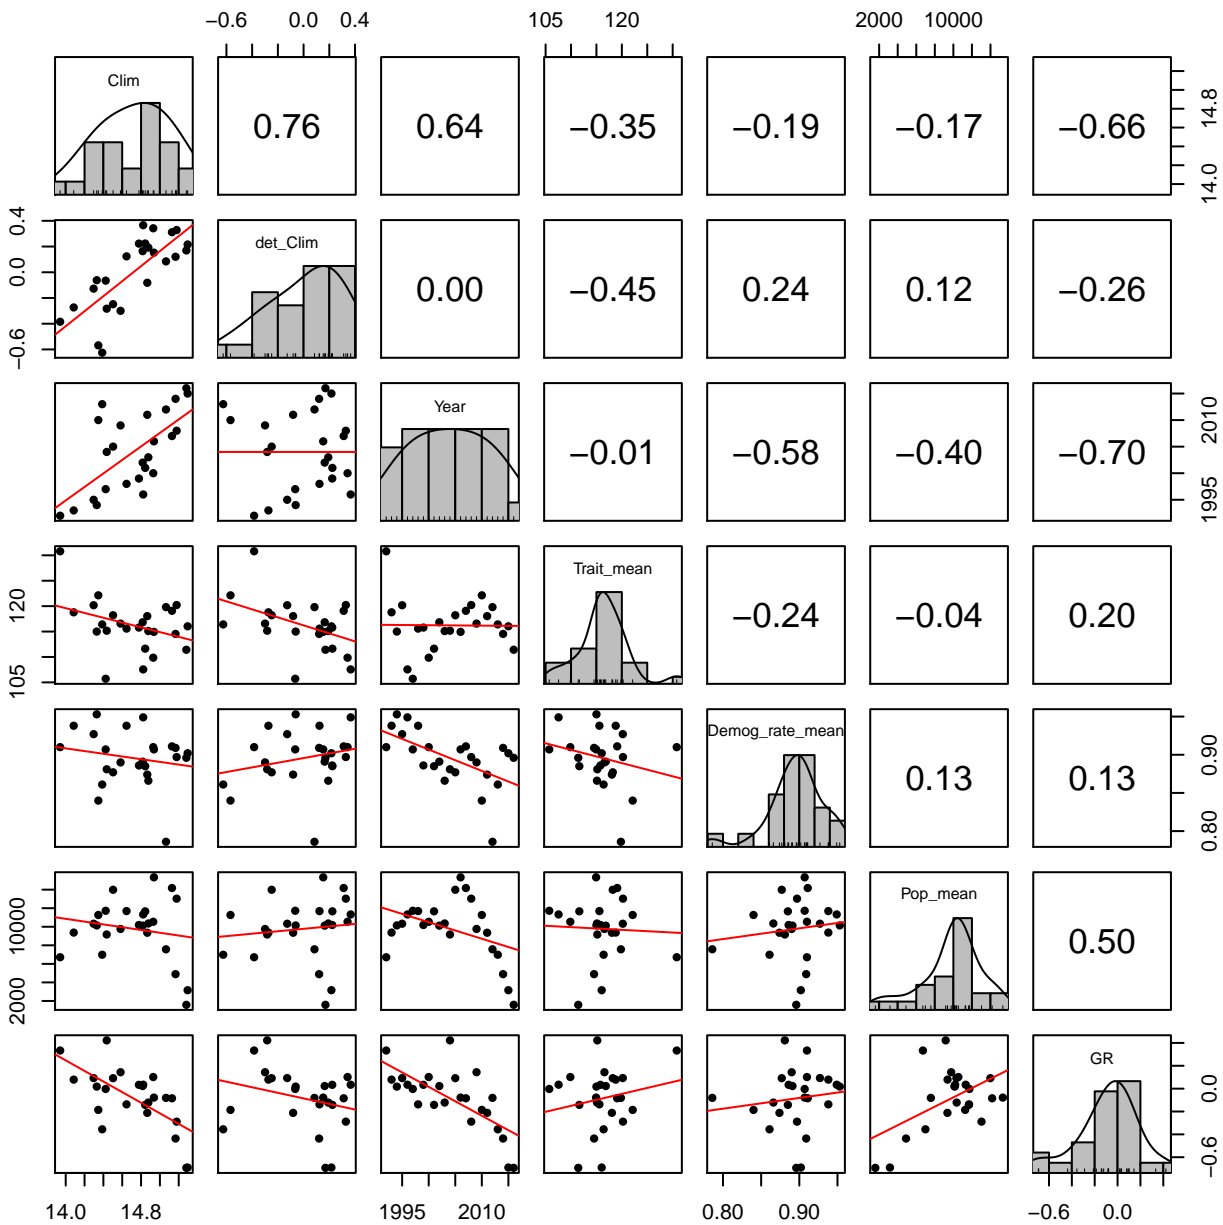 −0.6 0.0 0.4 105 120 2000 10000
Clim 0.76 0.64 −0.35 −0.19 −0.17 −0.66 14.0 14.8
−0.6 0.0 0.4 det_Clim 0.00 −0.45 0.24 0.12 −0.26
Year −0.01 −0.58 −0.40 −0.70 1995 2010
105 120 Trait_mean −0.24 −0.04 0.20
Demog_rate_mean 0.13 0.13 0.80 0.90
2000 10000 Pop_mean 0.50
GR −0.6 0.0
14.0 14.8 1995 2010 0.80 0.90 −0.6 0.0